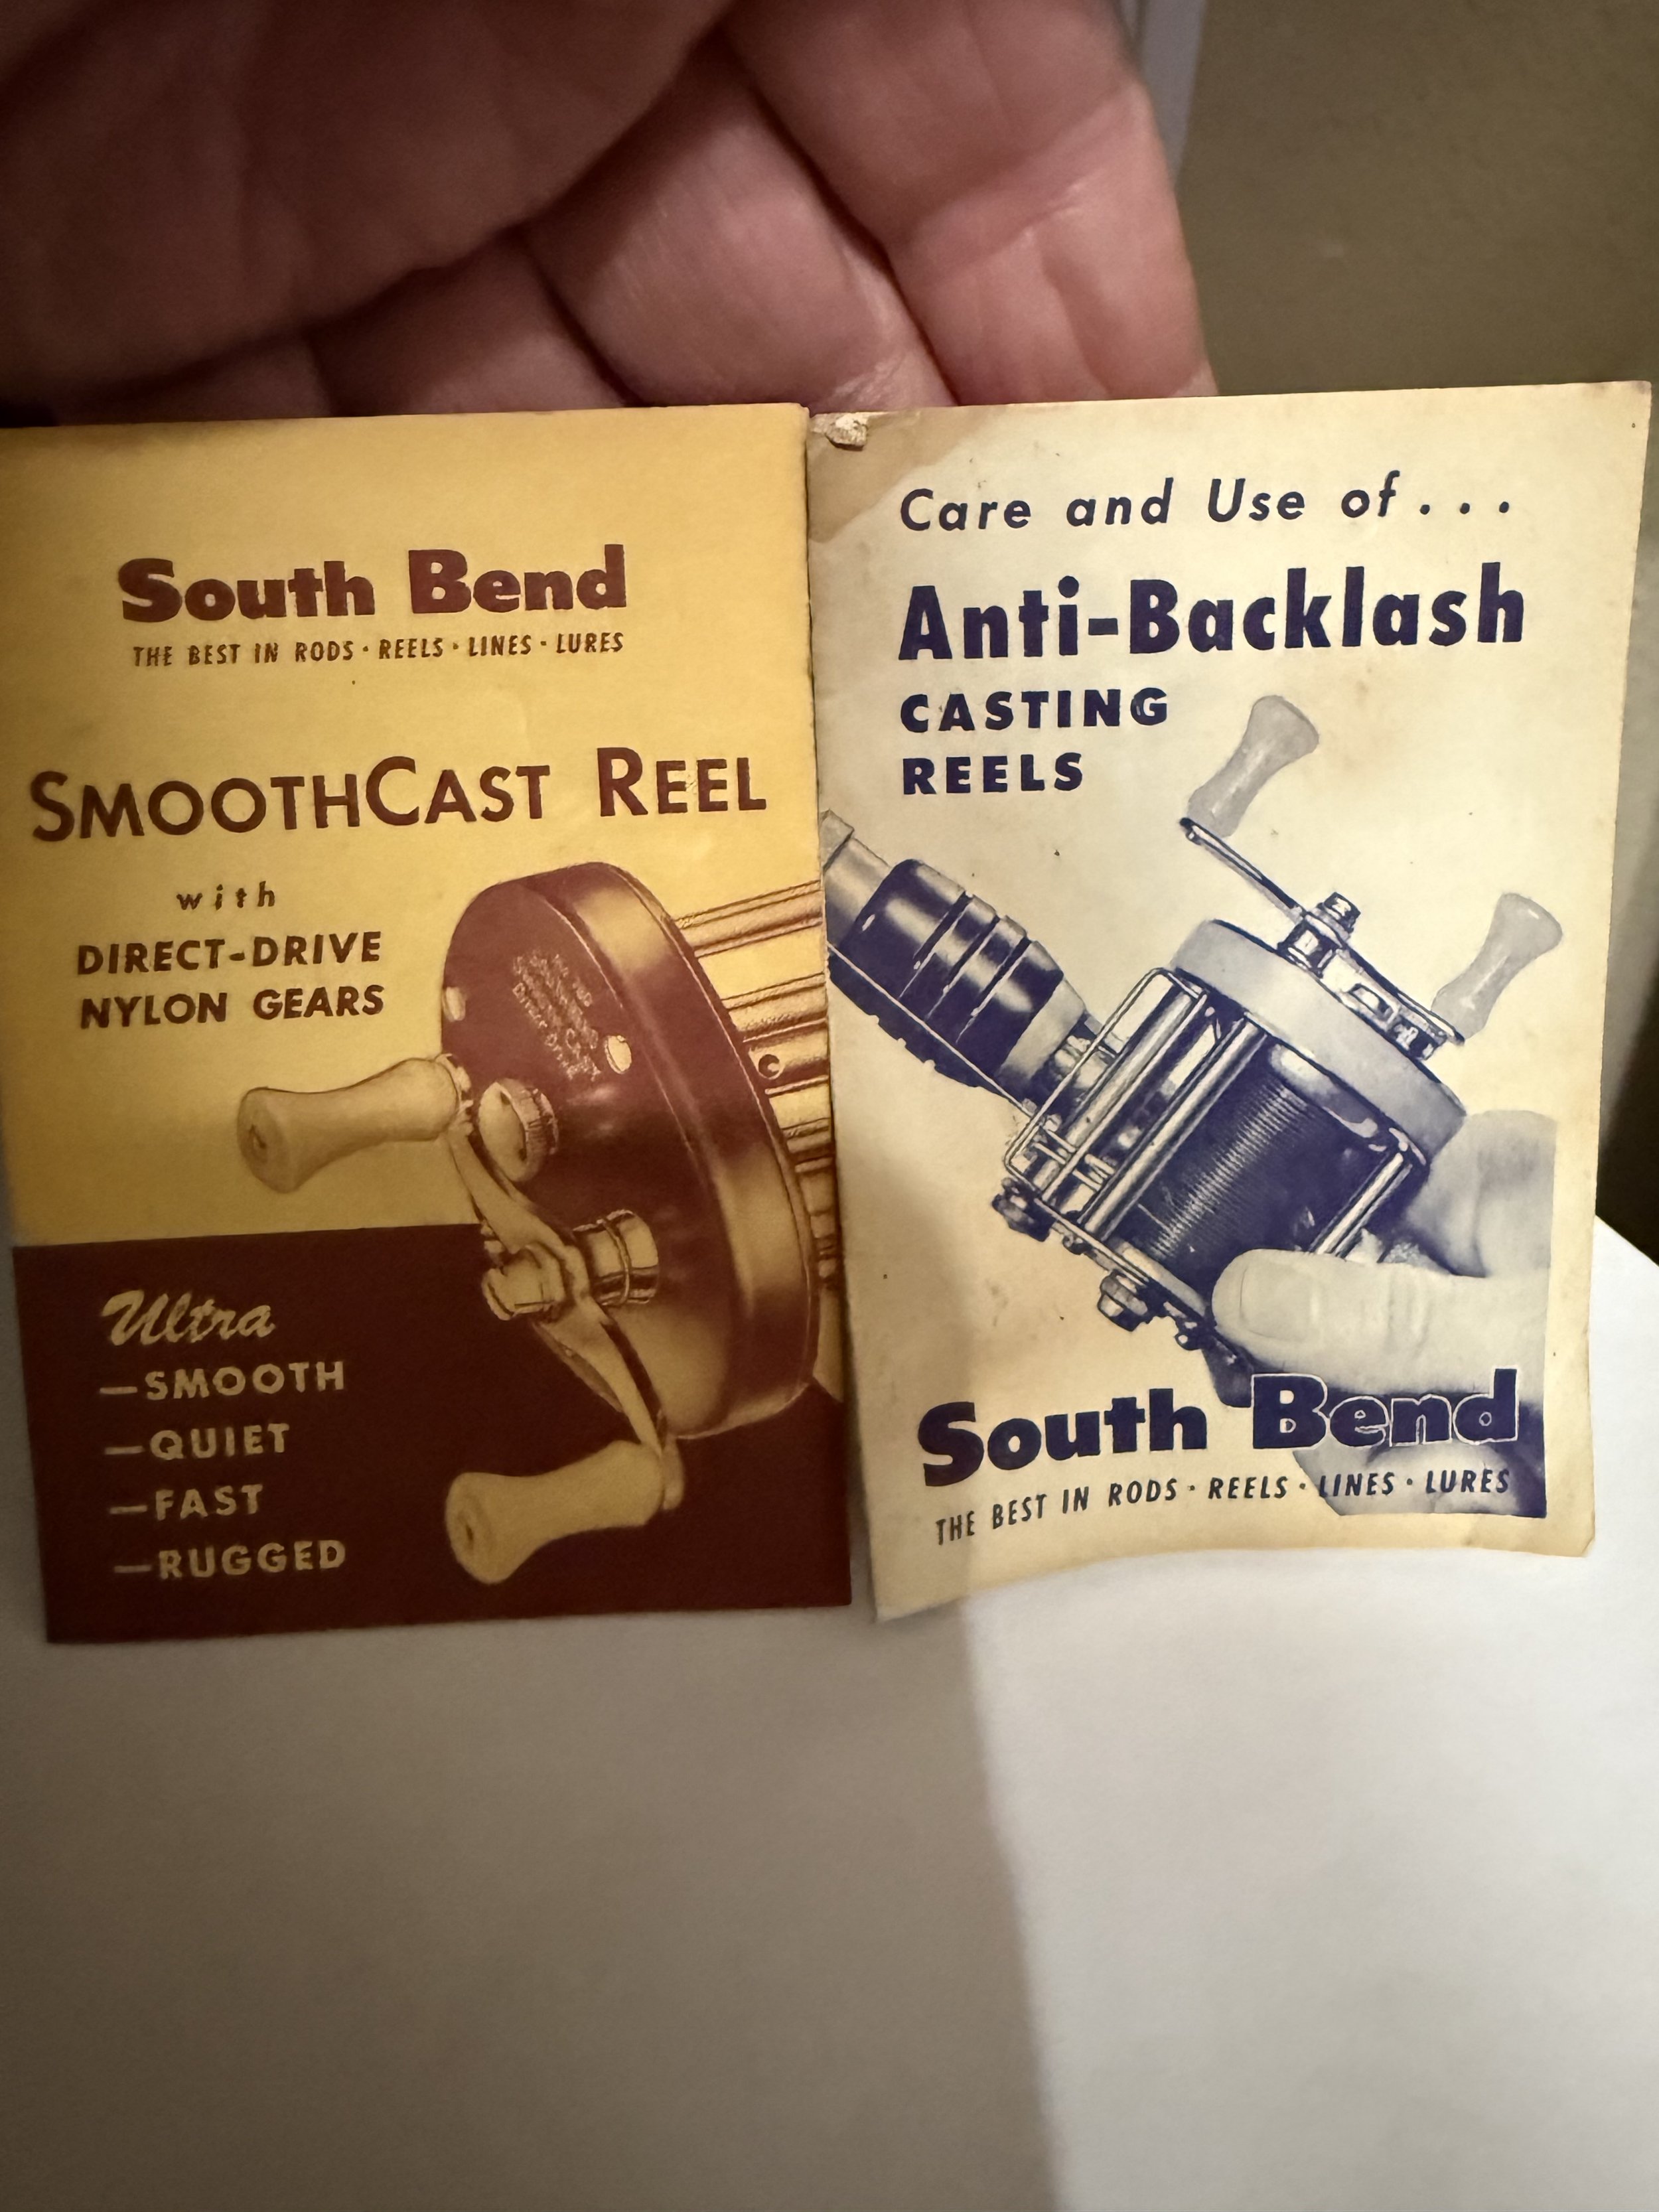 South Bend
THE BEST IN RODS · REELS · LINES · LURES
SMOOTHCAST REEL
with
DIRECT-DRIVE
NYLON GEARS
Ultra
—SMOOTH
—QUIET
—FAST
—RUGGED
Care and Use of...
Anti-Backlash
CASTING
REELS
South Bend
THE BEST IN RODS · REELS · LINES · LURES